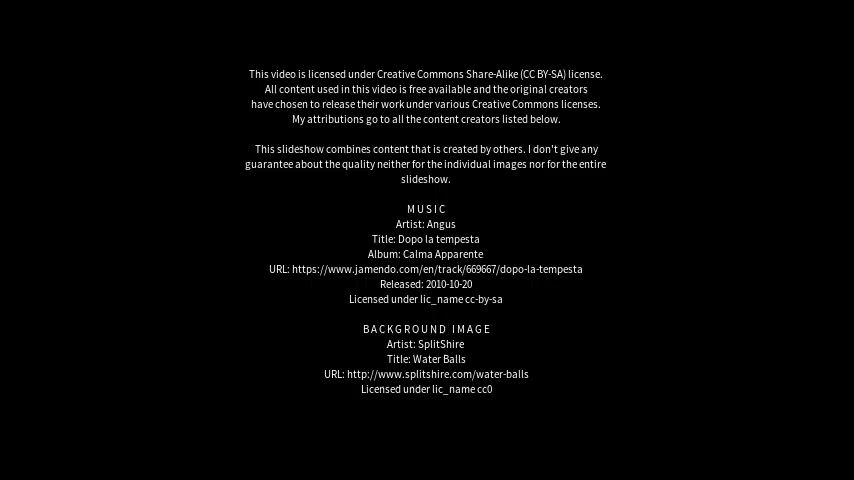 This video is licensed under Creative Commons Share-Alike (CC BY-SA) license.
All content used in this video is free available and the original creators
have chosen to release their work under various Creative Commons licenses.
My attributions go to all the content creators listed below.
This slideshow combines content that is created by others. I don't give any
guarantee about the quality neither for the individual images nor for the entire
slideshow.
MUSIC
Artist: Angus
Title: Dopo la tempesta
Album: Calma Apparente
URL: https://www.jamendo.com/en/track/669667/dopo-la-tempesta
Released: 2010-10-20
Licensed under lic_name cc-by-sa
BACKGROUND IMAGE
Artist: SplitShire
Title: Water Balls
URL: http://www.splitshire.com/water-balls
Licensed under lic_name cc0